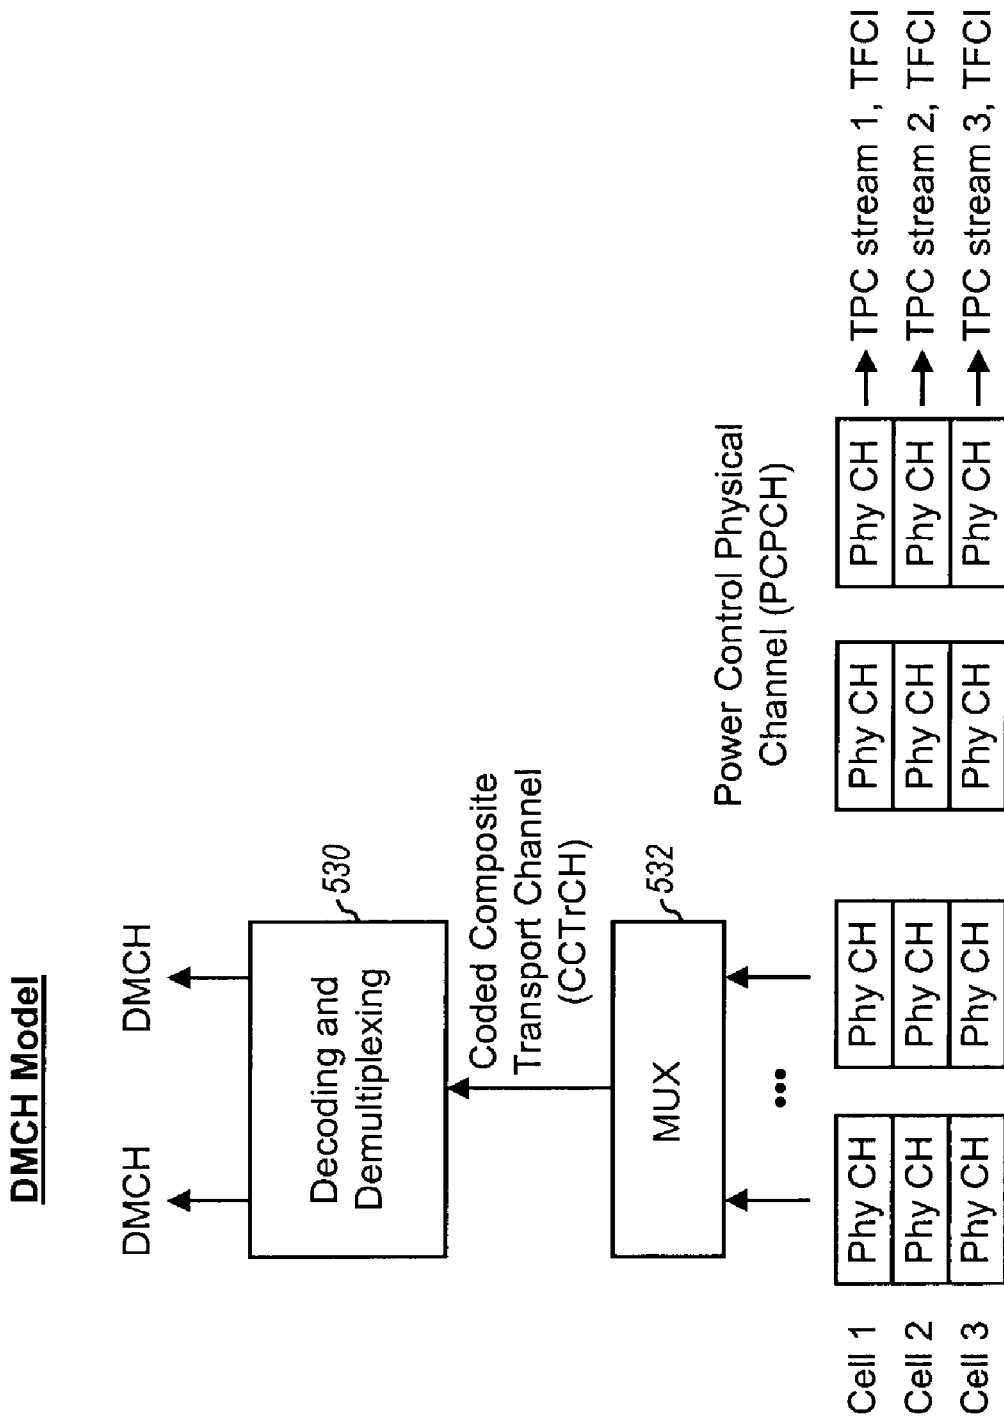 DMCH Model
DMCH
DMCH
Decoding and
Demultiplexing
530
Coded Composite
Transport Channel
(CCTrCH)
MUX
532
...
Power Control Physical
Channel (PCPCH)
Cell 1 Phy CH Phy CH Phy CH Phy CH TPC stream 1, TFCI
Cell 2 Phy CH Phy CH Phy CH Phy CH TPC stream 2, TFCI
Cell 3 Phy CH Phy CH Phy CH Phy CH TPC stream 3, TFCI